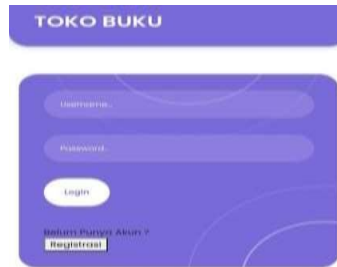 TOKO BUKU
Username..
Password..
Login
Belum Punya Akun ?
Registrasi